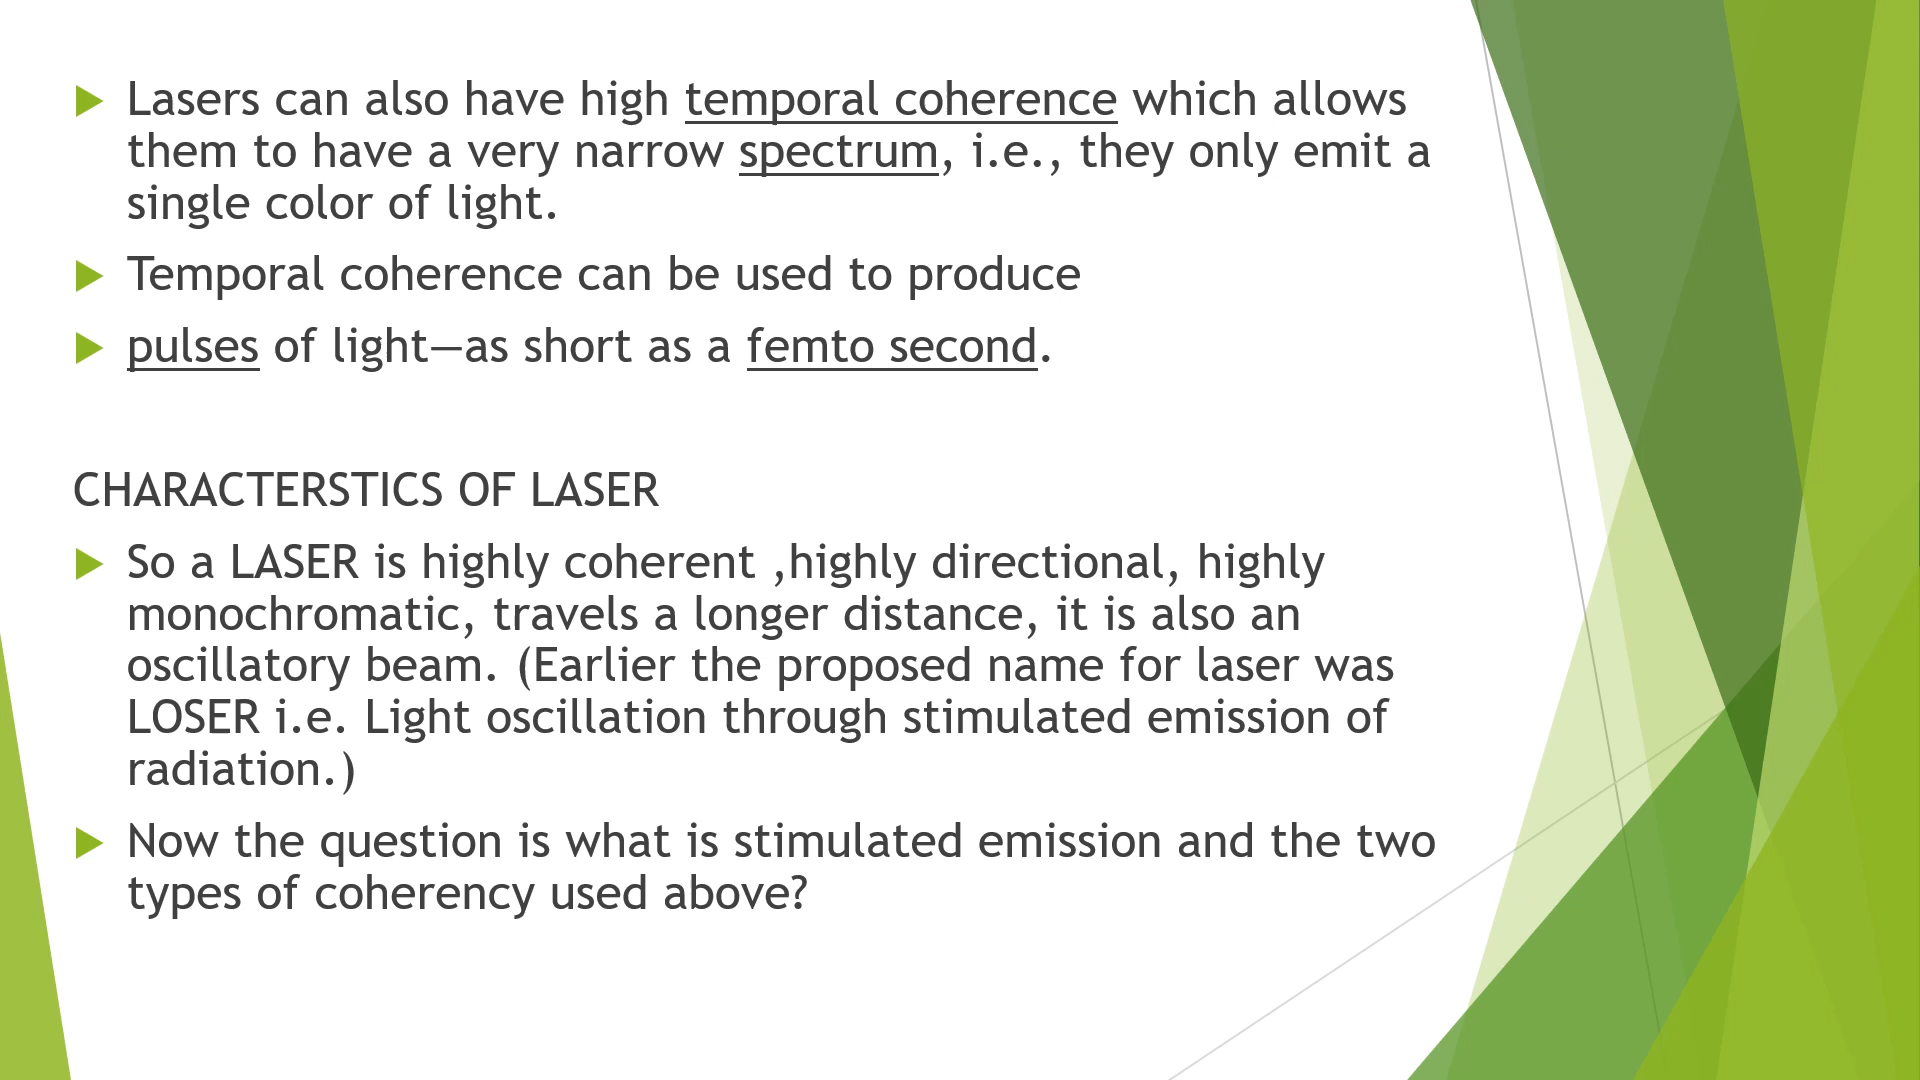 Lasers can also have high temporal coherence which allows
them to have a very narrow spectrum, i.e., they only emit a
single color of light.
Temporal coherence can be used to produce
pulses of light—as short as a femto second.
CHARACTERSTICS OF LASER
So a LASER is highly coherent ,highly directional, highly
monochromatic, travels a longer distance, it is also an
oscillatory beam. (Earlier the proposed name for laser was
LOSER i.e. Light oscillation through stimulated emission of
radiation.)
Now the question is what is stimulated emission and the two
types of coherency used above?